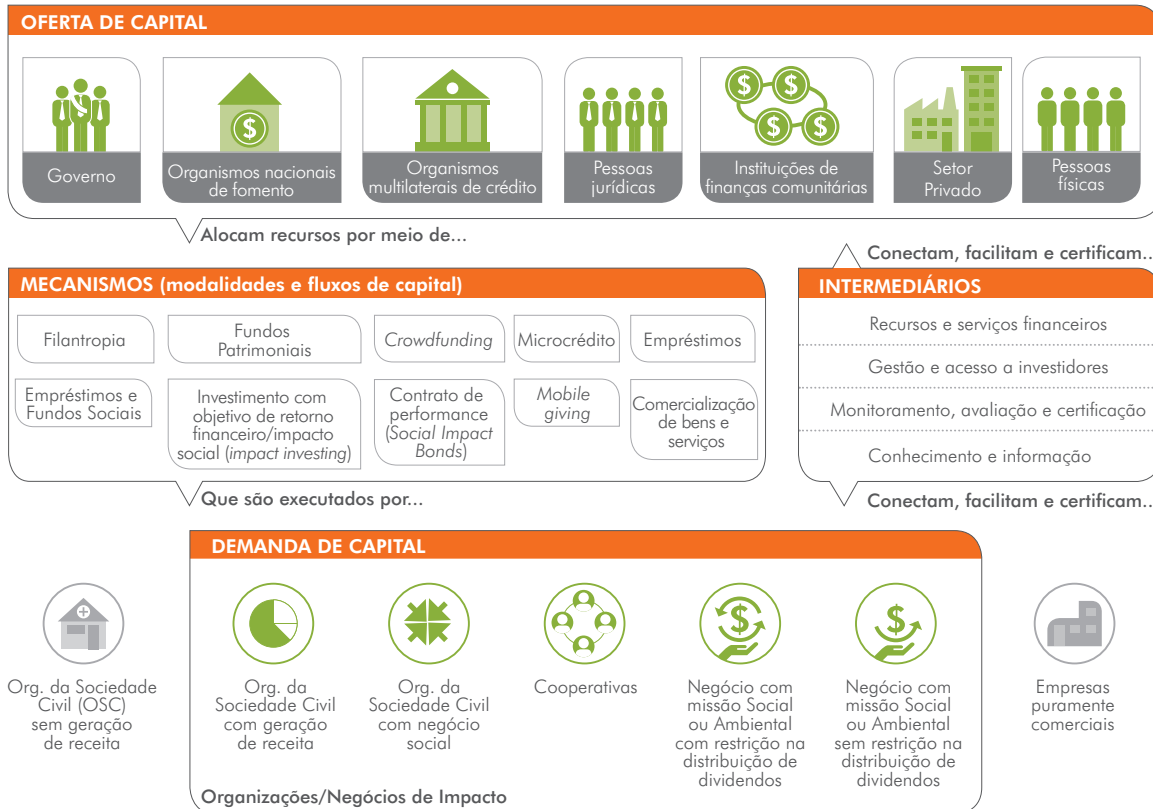 OFERTA DE CAPITAL
Governo
Organismos nacionais
de fomento
Organismos
multilaterais de crédito
Pessoas
jurídicas
Instituições de
finanças comunitárias
Setor
Privado
Pessoas
físicas
Alocam recursos por meio de...
Conectam, facilitam e certificam..
MECANISMOS (modalidades e fluxos de capital)
Filantropia
Fundos
Patrimoniais
Crowdfunding
Microcrédito
Empréstimos
Empréstimos e
Fundos Sociais
Investimento com
objetivo de retorno
financeiro/impacto
social (impact investing)
Contrato de
performance
(Social Impact
Bonds)
Mobile
giving
Comercialização
de bens e
serviços
INTERMEDIÁRIOS
Recursos e serviços financeiros
Gestão e acesso a investidores
Monitoramento, avaliação e certificação
Conhecimento e informação
Que são executados por...
Conectam, facilitam e certificam..
DEMANDA DE CAPITAL
Org. da Sociedade
Civil (OSC)
sem geração
de receita
Org. da
Sociedade Civil
com geração
de receita
Org. da
Sociedade Civil
com negócio
social
Cooperativas
Negócio com
missão Social
ou Ambiental
com restrição na
distribuição de
dividendos
Negócio com
missão Social
ou Ambiental
sem restrição na
distribuição de
dividendos
Empresas
puramente
comerciais
Organizações/Negócios de Impacto